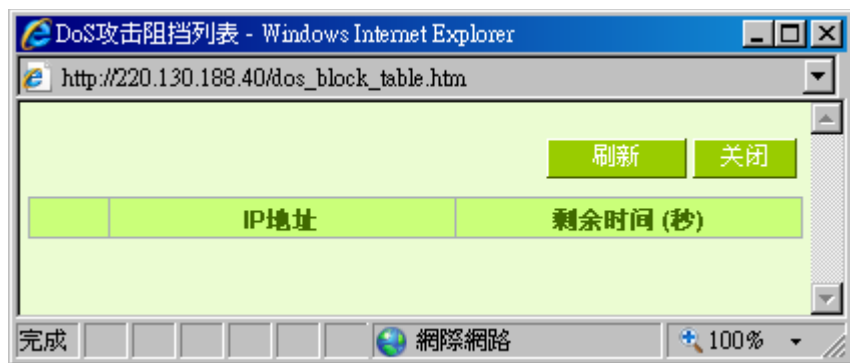 DoS攻击阻挡列表 - Windows Internet Explorer
http://220.130.188.40/dos_block_table.htm
刷新 关闭
IP地址 剩余时间 (秒)
完成 網際網路 100%